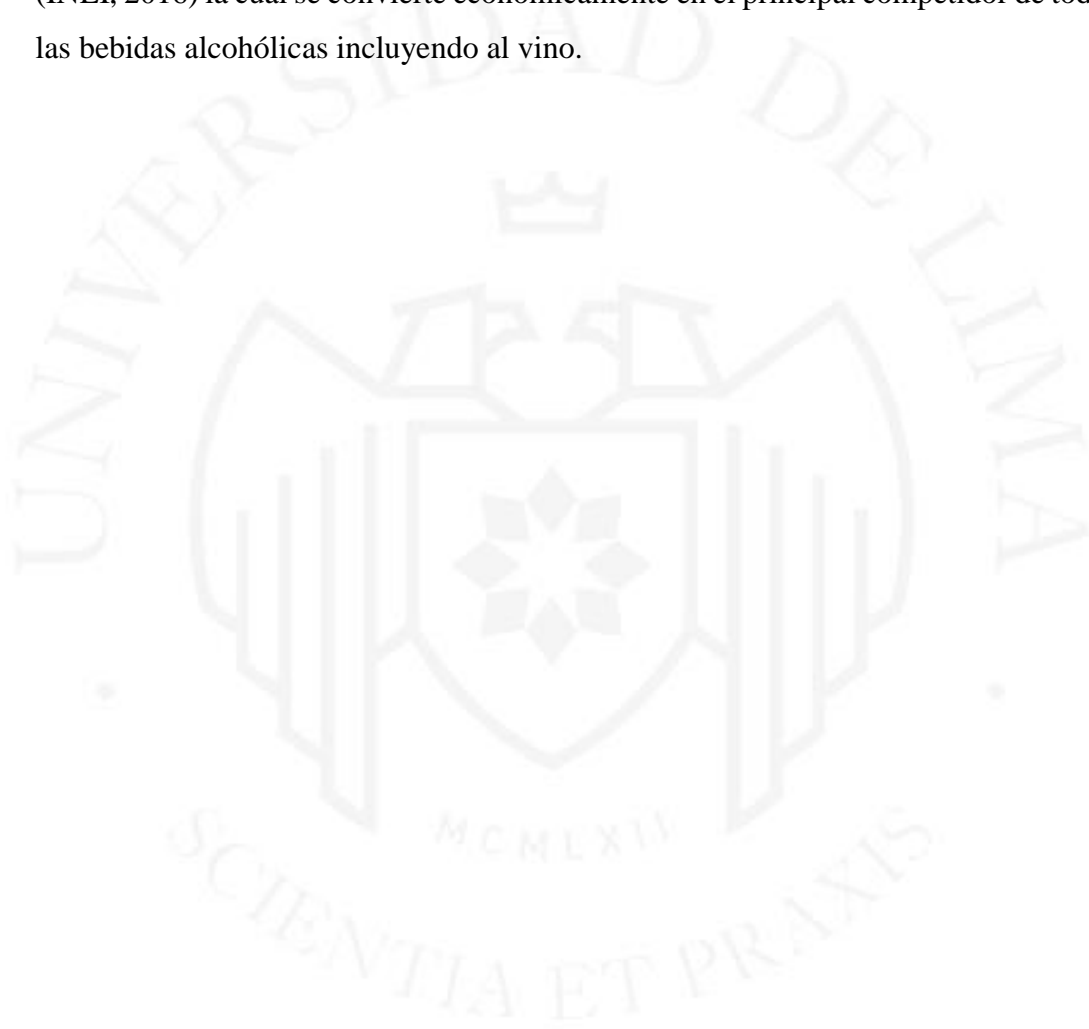 (INEI, la cual se convierte económicamente en el principal competidor de tod
las bebidas alcohólicas incluyendo al vino.
UNIVERSIDAD DE LIMA
MCMLXII
SCIENTIA ET PRAXIS